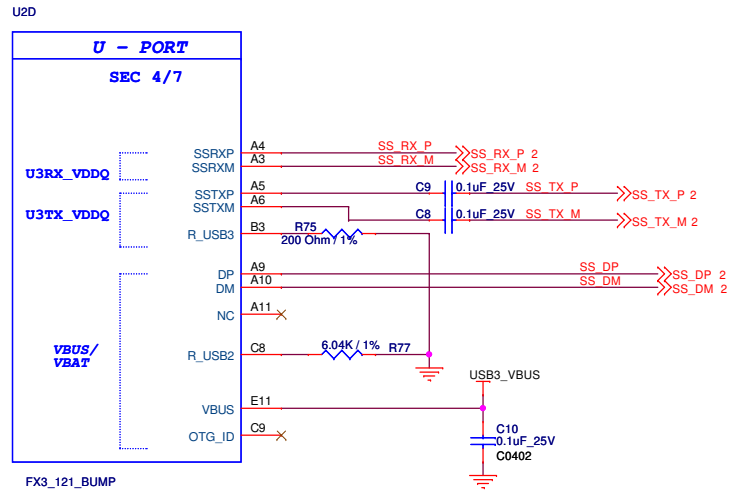 U2D
U - PORT
SEC 4/7
SSRXP A4 SS_RX_P SS_RX_P 2
SSRXM A3 SS_RX_M SS_RX_M 2
U3RX_VDDQ
SSTXP A5 C9 0.1uF_25V SS_TX_P SS_TX_P 2
SSTXM A6
U3TX_VDDQ
C8 0.1uF_25V SS_TX_M SS_TX_M 2
R_USB3 B3 R75
200 Ohm / 1%
DP A9 SS_DP SS_DP 2
DM A10 SS_DM SS_DM 2
NC A11
VBUS/
VBAT
R_USB2 C8 6.04K / 1% R77
USB3_VBUS
VBUS E11
OTG_ID C9
C10
0.1uF_25V
C0402
FX3_121_BUMP